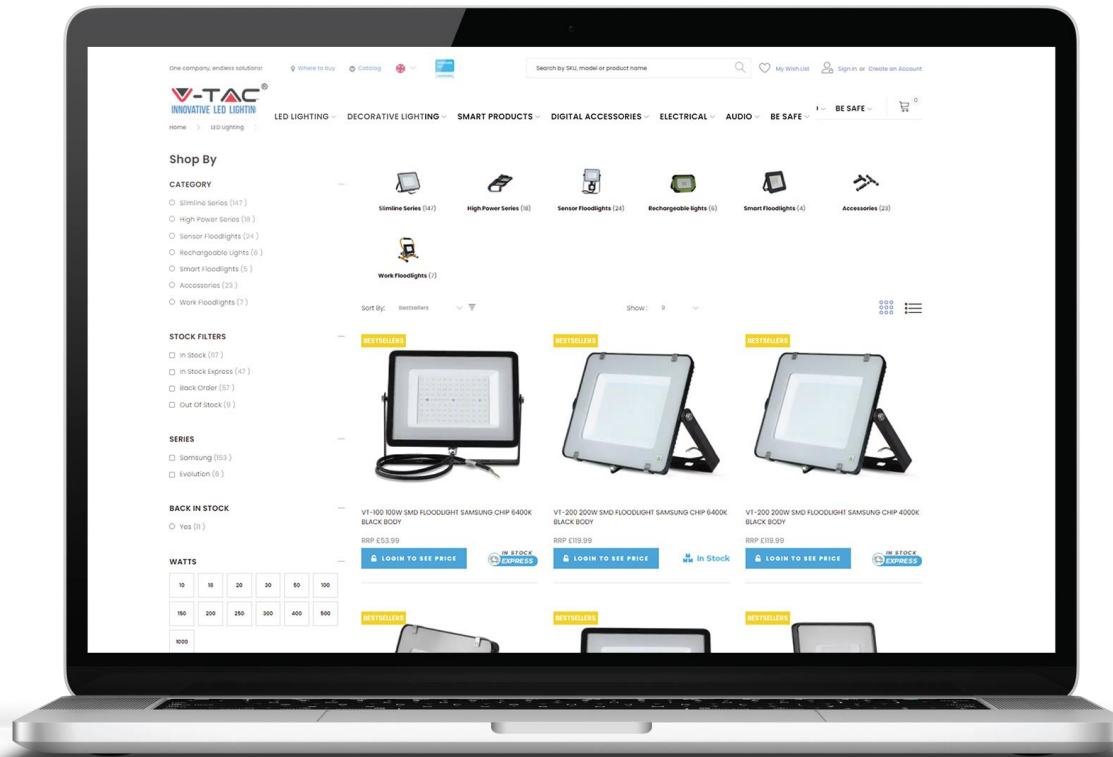 One company, endless solutions!
Where to Buy
Catalog
Search by SKU, model or product name
My Wish List
Sign In or Create an Account
V-TAC®
INNOVATIVE LED LIGHTIN
LED LIGHTING
DECORATIVE LIGHTING
SMART PRODUCTS
DIGITAL ACCESSORIES
ELECTRICAL
AUDIO
BE SAFE
BE SAFE
0
Home
LED Lighting
Shop By
CATEGORY
Slimline Series (147)
High Power Series (18)
Sensor Floodlights (24)
Rechargeable Lights (6)
Smart Floodlights (5)
Accessories (23)
Work Floodlights (7)
STOCK FILTERS
In Stock (117)
In Stock Express (47)
Back Order (57)
Out Of Stock (9)
SERIES
Samsung (153)
Evolution (6)
BACK IN STOCK
Yes (11)
WATTS
10 18 20 30 50 100
150 200 250 300 400 500
1000
Slimline Series (147)
High Power Series (18)
Sensor Floodlights (24)
Rechargeable lights (6)
Smart Floodlights (4)
Accessories (23)
Work Floodlights (7)
Sort By: Bestsellers
Show: 9
BESTSELLERS
VT-100 100W SMD FLOODLIGHT SAMSUNG CHIP 6400K
BLACK BODY
RRP £53.99
LOGIN TO SEE PRICE
IN STOCK
EXPRESS
BESTSELLERS
VT-200 200W SMD FLOODLIGHT SAMSUNG CHIP 6400K
BLACK BODY
RRP £119.99
LOGIN TO SEE PRICE
In Stock
BESTSELLERS
VT-200 200W SMD FLOODLIGHT SAMSUNG CHIP 4000K
BLACK BODY
RRP £119.99
LOGIN TO SEE PRICE
IN STOCK
EXPRESS
BESTSELLERS
BESTSELLERS
BESTSELLERS